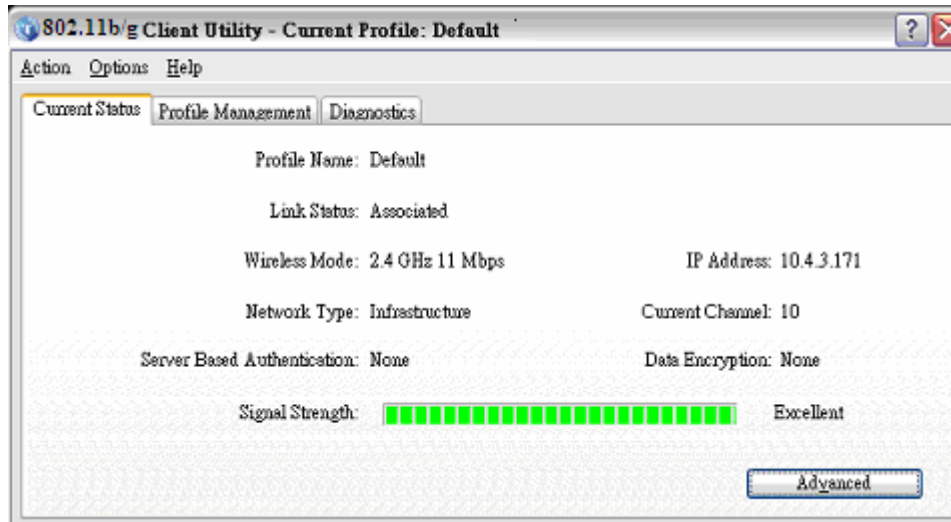 802.11b/g Client Utility - Current Profile: Default
Action Options Help
Current Status Profile Management Diagnostics
Profile Name: Default
Link Status: Associated
Wireless Mode: 2.4 GHz 11 Mbps IP Address: 10.4.3.171
Network Type: Infrastructure Current Channel: 10
Server Based Authentication: None Data Encryption: None
Signal Strength: Excellent
Advanced